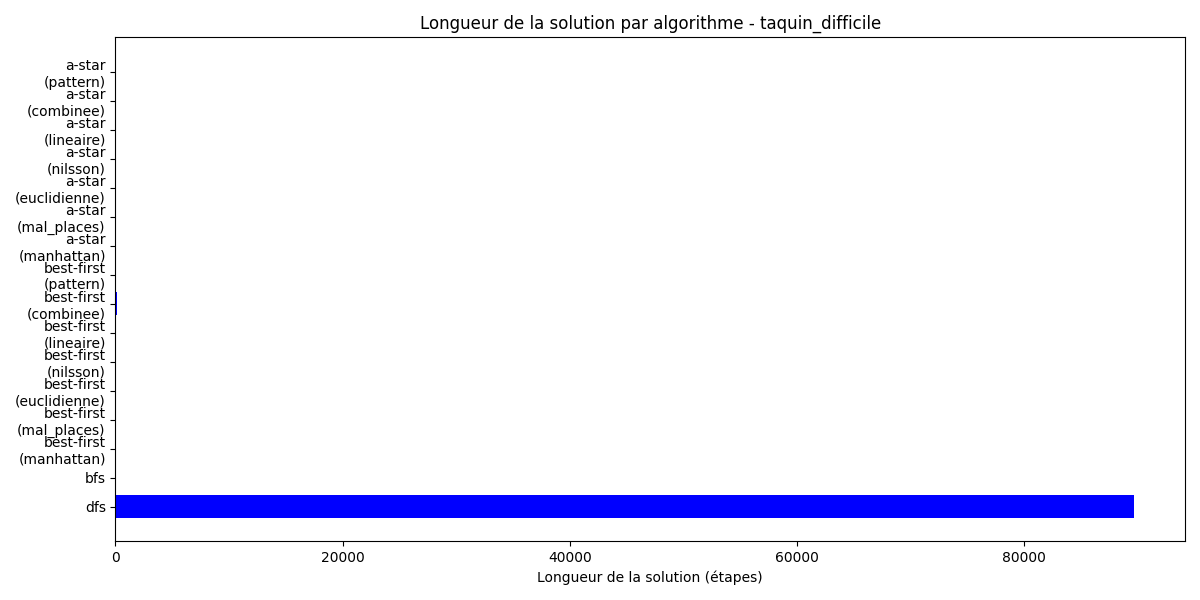 Longueur de la solution par algorithme - taquin_difficile
a-star
(pattern)
a-star
(combinee)
a-star
(lineaire)
a-star
(nilsson)
a-star
(euclidienne)
a-star
(mal_places)
a-star
(manhattan)
best-first
(pattern)
best-first
(combinee)
best-first
(lineaire)
best-first
(nilsson)
best-first
(euclidienne)
best-first
(mal_places)
best-first
(manhattan)
bfs
dfs
0 20000 40000 60000 80000
Longueur de la solution (étapes)